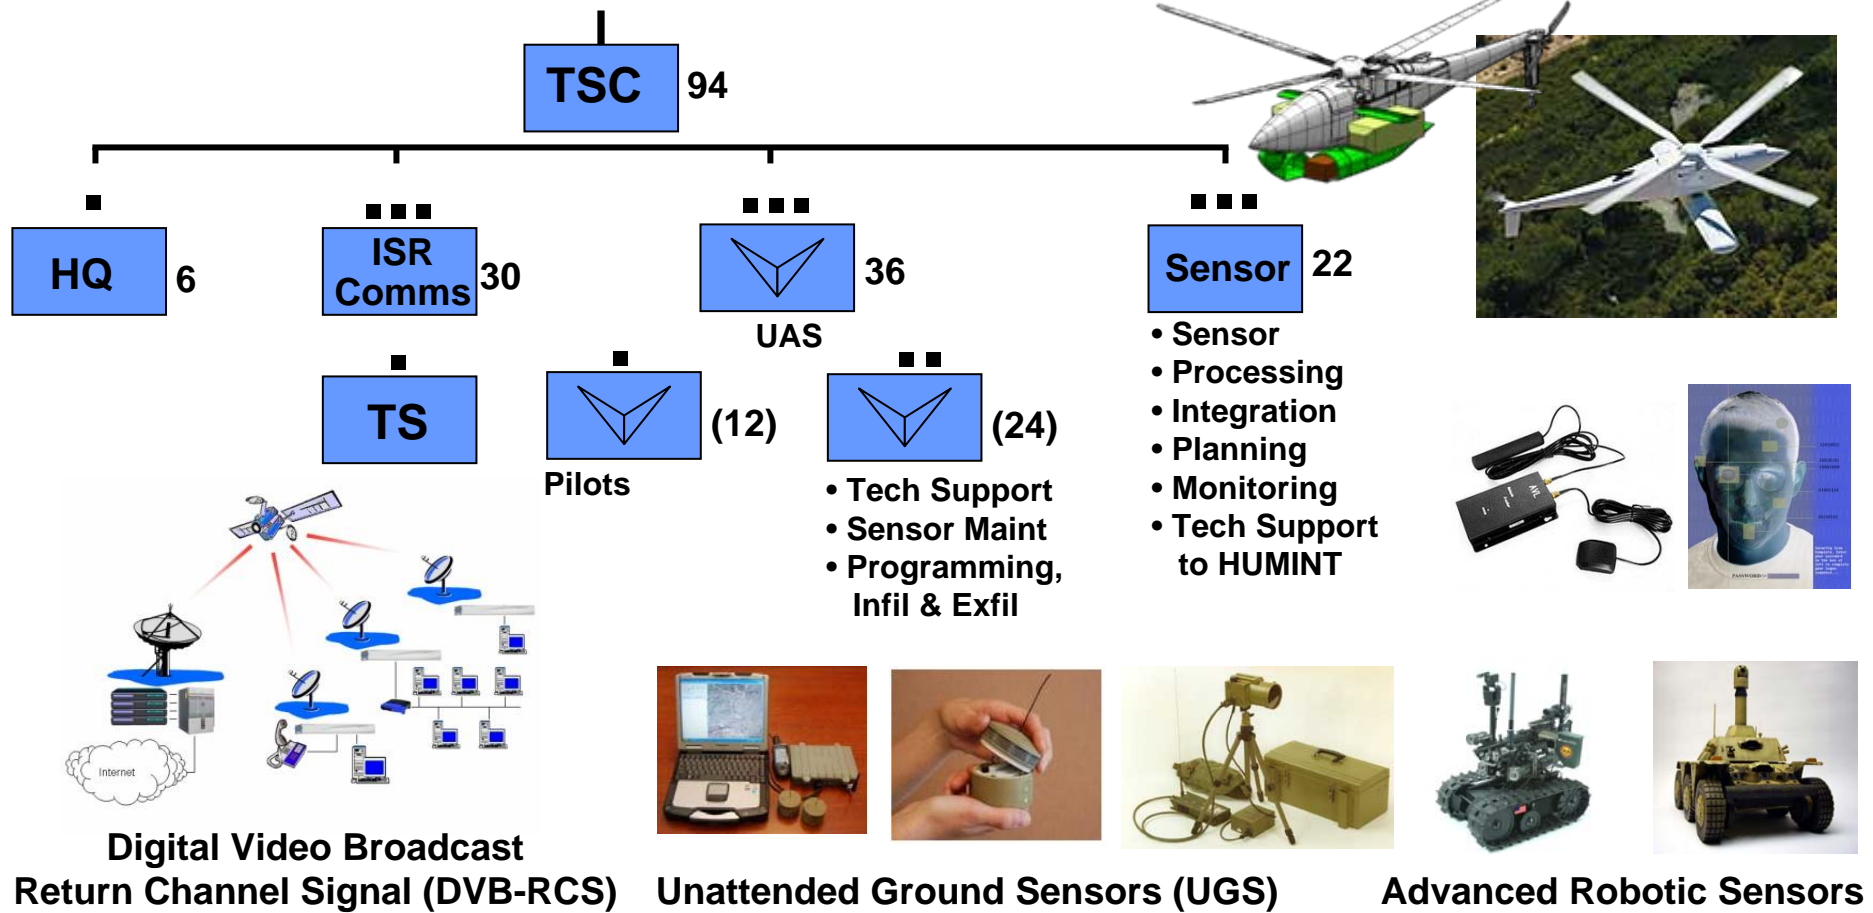 TSC 94
HQ 6
ISR
Comms 30
36
UAS
Sensor 22
TS
(12)
Pilots
(24)
• Tech Support
• Sensor Maint
• Programming,
Infil & Exfil
• Sensor
• Processing
• Integration
• Planning
• Monitoring
• Tech Support
to HUMINT
AVL
PASSWORD
Internet
Digital Video Broadcast
Return Channel Signal (DVB-RCS)
Unattended Ground Sensors (UGS)
Advanced Robotic Sensors